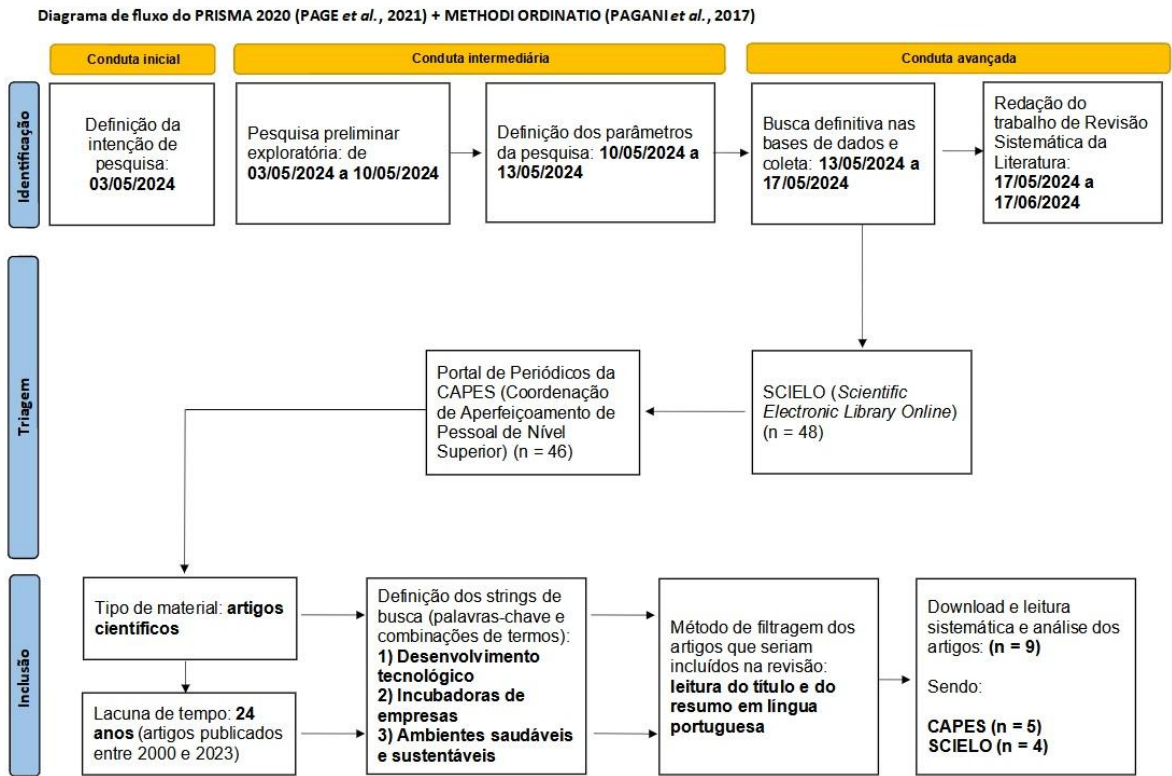 Diagrama de fluxo do PRISMA 2020 (PAGE et al., 2021) + METHODI ORDINATIO (PAGANI et al., 2017)
Conduta inicial
Conduta intermediária
Conduta avançada
Identificação
Definição da
intenção de
pesquisa:
03/05/2024
Pesquisa preliminar
exploratória: de
03/05/2024 a 10/05/2024
Definição dos parâmetros
da pesquisa: 10/05/2024 a
13/05/2024
Busca definitiva nas
bases de dados e
coleta: 13/05/2024 a
17/05/2024
Redação do
trabalho de Revisão
Sistemática da
Literatura:
17/05/2024 a
17/06/2024
Triagem
Portal de Periódicos da
CAPES (Coordenação
de Aperfeiçoamento de
Pessoal de Nível
Superior) (n = 46)
SCIELO (Scientific
Electronic Library Online)
(n = 48)
Inclusão
Tipo de material: artigos
científicos
Lacuna de tempo: 24
anos (artigos publicados
entre 2000 e 2023)
Definição dos strings de
busca (palavras-chave e
combinações de termos):
1) Desenvolvimento
tecnológico
2) Incubadoras de
empresas
3) Ambientes saudáveis
e sustentáveis
Método de filtragem dos
artigos que seriam
incluídos na revisão:
leitura do título e do
resumo em língua
portuguesa
Download e leitura
sistemática e análise dos
artigos: (n = 9)
Sendo:
CAPES (n = 5)
SCIELO (n = 4)